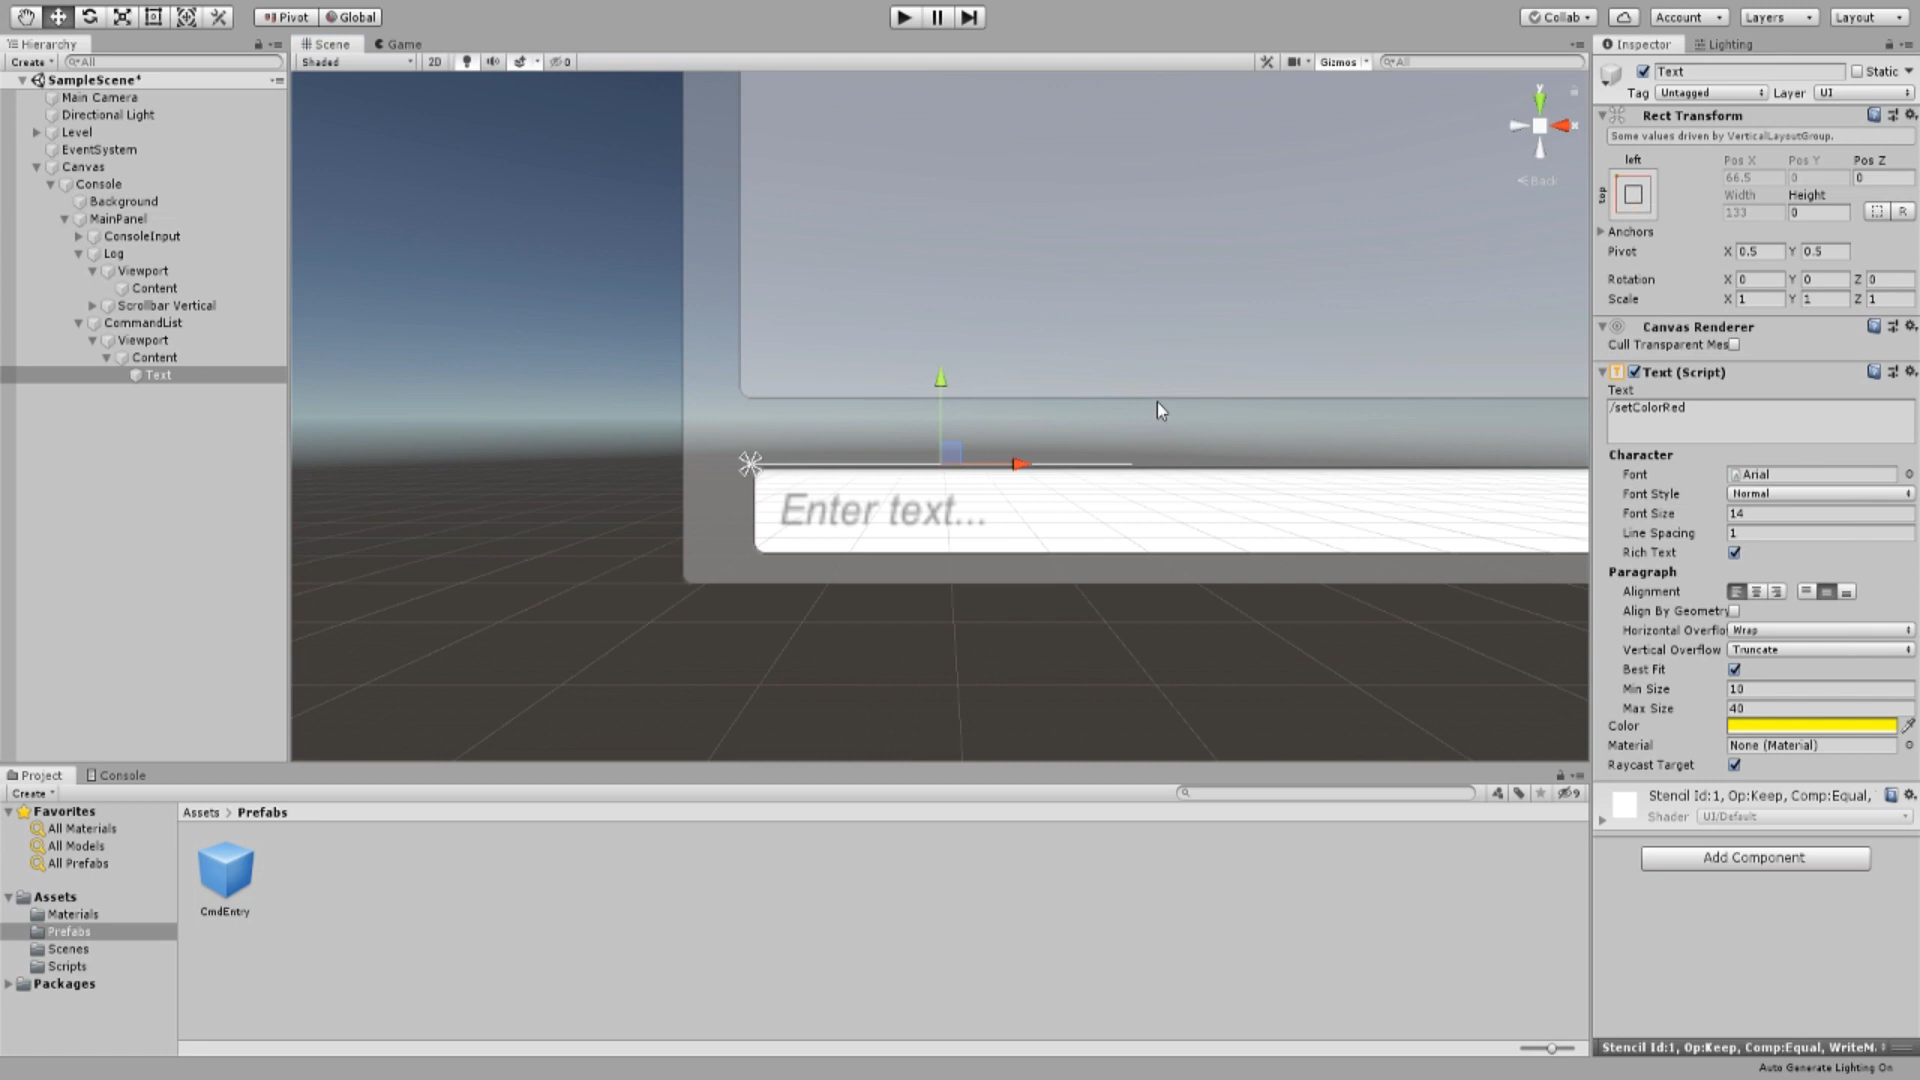 Pivot Global Collab Account Layers Layout
Hierarchy Scene Game Inspector Lighting
Create All Shaded 2D 0 Gizmos All Text Static
SampleScene*
Tag Untagged Layer UI
Main Camera
Directional Light
Level
EventSystem
Canvas
Console
Background
MainPanel
ConsoleInput
Log
Viewport
Content
Scrollbar Vertical
CommandList
Viewport
Content
Text
y
x
Back
Enter text...
Rect Transform
Some values driven by VerticalLayoutGroup.
left Pos X Pos Y Pos Z
top 66.5 0 0
Width Height
133 0 R
Anchors
Pivot X 0.5 Y 0.5
Rotation X 0 Y 0 Z 0
Scale X 1 Y 1 Z 1
Canvas Renderer
Cull Transparent Mes
Text (Script)
Text
/setColorRed
Character
Font Arial
Font Style Normal
Font Size 14
Line Spacing 1
Rich Text
Paragraph
Alignment
Align By Geometry
Horizontal Overflo Wrap
Vertical Overflow Truncate
Best Fit
Min Size 10
Max Size 40
Color
Material None (Material)
Raycast Target
Stencil Id:1, Op:Keep, Comp:Equal,
Shader UI/Default
Add Component
Project Console
Create 9
Favorites
All Materials
All Models
All Prefabs
Assets
Materials
Prefabs
Scenes
Scripts
Packages
Assets > Prefabs
CmdEntry
Stencil Id:1, Op:Keep, Comp:Equal, WriteM
Auto Generate Lighting On